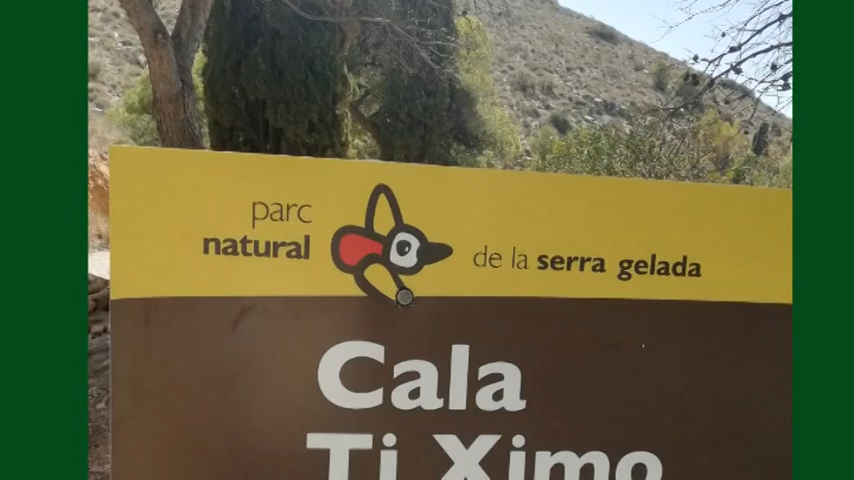 parc
natural
de la serra gelada
Cala
Ti Ximo